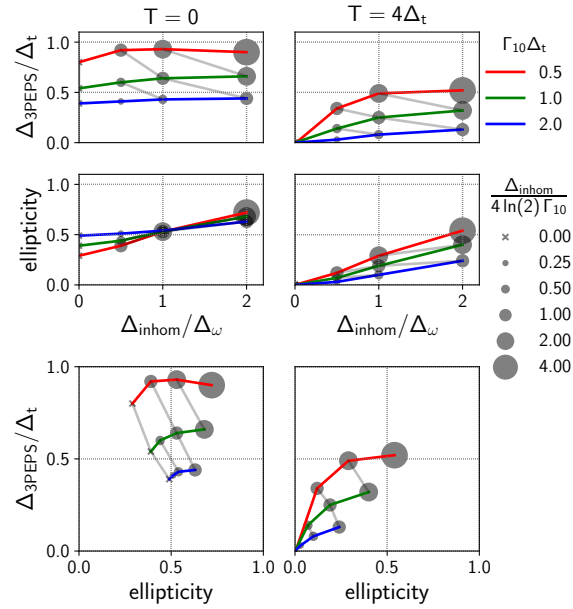 T = 0
T = 4Δt
Δ3PEPS/Δt
1.0
0.5
0.0
Γ10Δt
0.5
1.0
2.0
ellipticity
1.0
0.5
0.0
0
1
2
0
1
2
Δinhom/Δω
Δinhom/Δω
Δinhom
4 ln(2) Γ10
0.00
0.25
0.50
1.00
2.00
4.00
Δ3PEPS/Δt
1.0
0.5
0.0
0.5
1.0
0.0
0.5
1.0
ellipticity
ellipticity